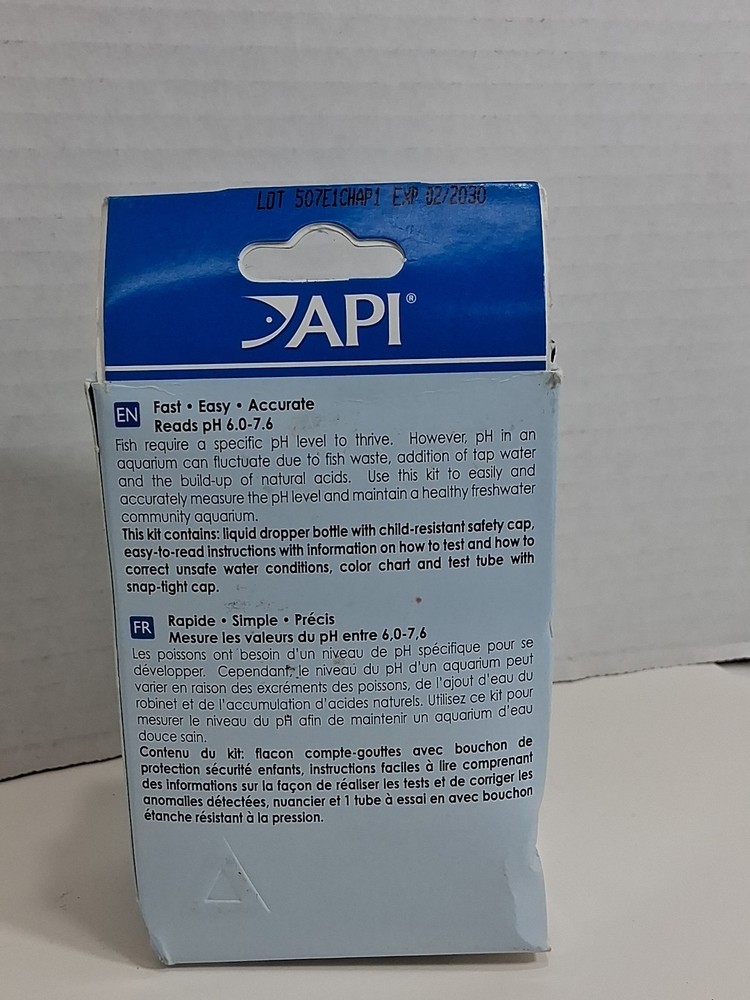 LOT 507E1CHAP1 EXP 02/2030
API®
EN Fast • Easy • Accurate
Reads pH 6.0-7.6
Fish require a specific pH level to thrive. However, pH in an
aquarium can fluctuate due to fish waste, addition of tap water
and the build-up of natural acids. Use this kit to easily and
accurately measure the pH level and maintain a healthy freshwater
community aquarium.
This kit contains: liquid dropper bottle with child-resistant safety cap,
easy-to-read instructions with information on how to test and how to
correct unsafe water conditions, color chart and test tube with
snap-tight cap.
FR Rapide • Simple • Précis
Mesure les valeurs du pH entre 6,0-7,6
Les poissons ont besoin d'un niveau de pH spécifique pour se
développer. Cependant, le niveau du pH d'un aquarium peut
varier en raison des excréments des poissons, de l'ajout d'eau du
robinet et de l'accumulation d'acides naturels. Utilisez ce kit pour
mesurer le niveau du pH afin de maintenir un aquarium d'eau
douce sain.
Contenu du kit: flacon compte-gouttes avec bouchon de
protection sécurité enfants, instructions faciles à lire comprenant
des informations sur la façon de réaliser les tests et de corriger les
anomalies détectées, nuancier et 1 tube à essai en avec bouchon
étanche résistant à la pression.